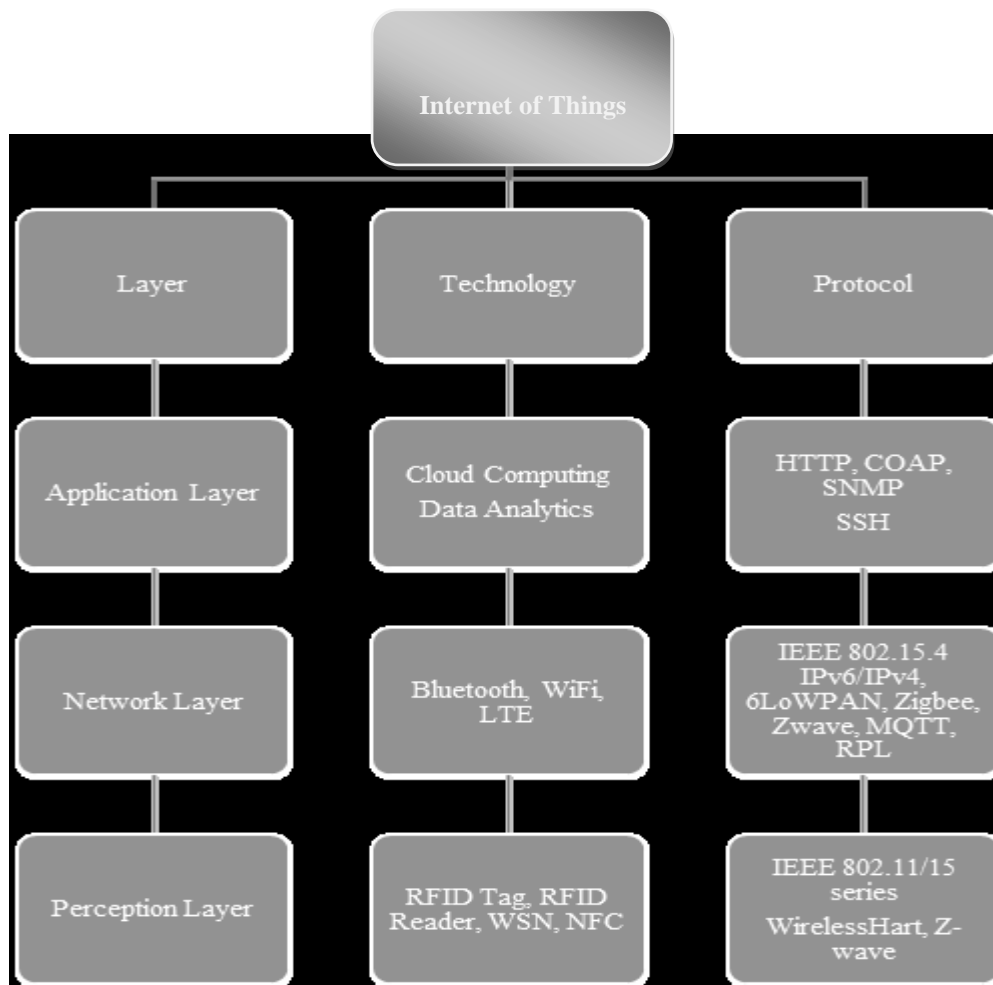 Internet of Things
Layer
Technology
Protocol
Application Layer
Cloud Computing
Data Analytics
HTTP, COAP,
SNMP
SSH
Network Layer
Bluetooth, WiFi,
LTE
IEEE 802.15.4
IPv6/IPv4,
6LoWPAN, Zigbee,
Zwave, MQTT,
RPL
Perception Layer
RFID Tag, RFID
Reader, WSN, NFC
IEEE 802.11/15
series
WirelessHart, Z-
wave